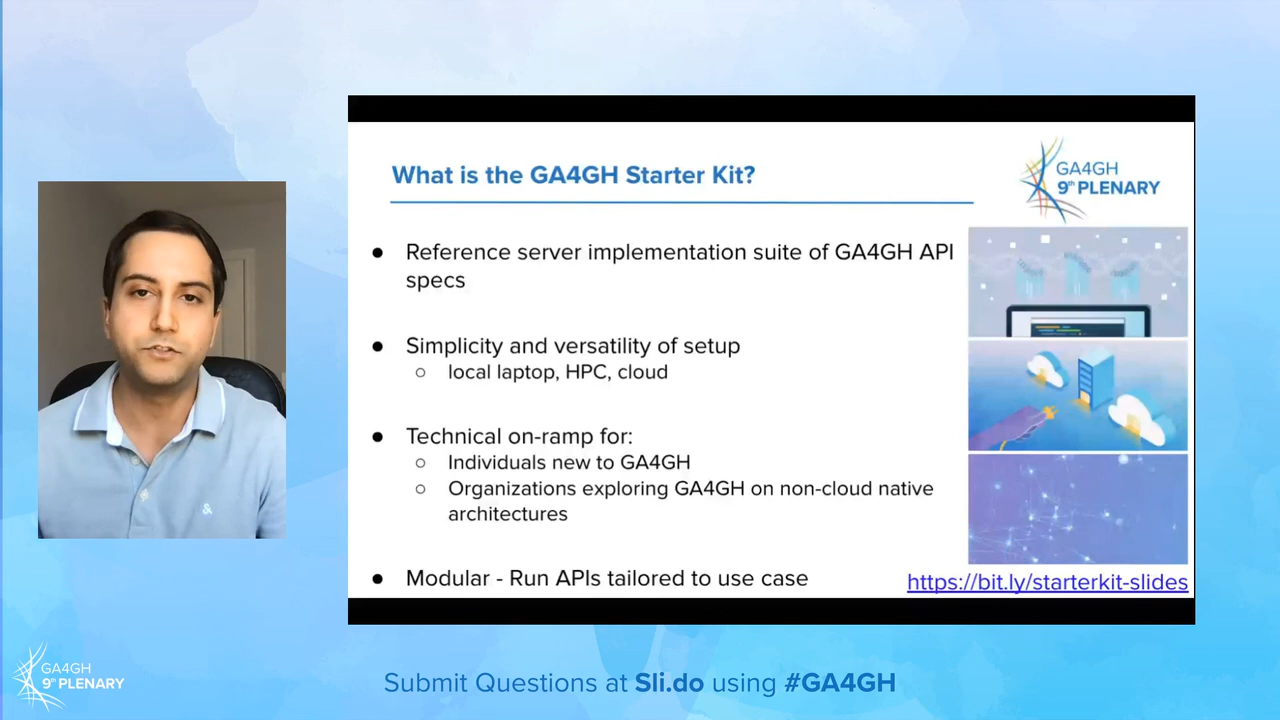 What is the GA4GH Starter Kit?
GA4GH
9th PLENARY
● Reference server implementation suite of GA4GH API
specs
● Simplicity and versatility of setup
○ local laptop, HPC, cloud
● Technical on-ramp for:
○ Individuals new to GA4GH
○ Organizations exploring GA4GH on non-cloud native
architectures
● Modular - Run APIs tailored to use case
https://bit.ly/starterkit-slides
GA4GH
9th PLENARY
Submit Questions at Sli.do using #GA4GH